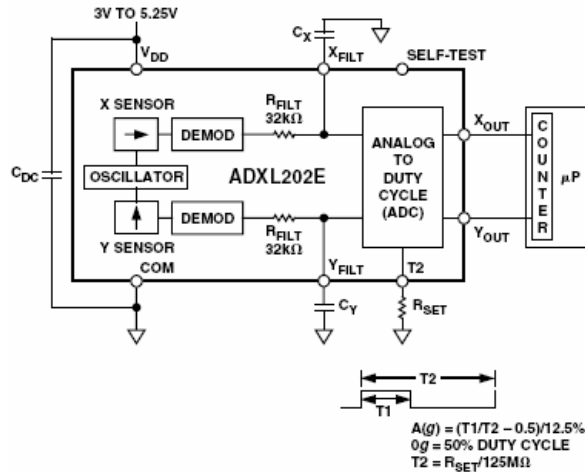 3V TO 5.25V
CX
VDD
XFILT
SELF-TEST
X SENSOR
RFILT
32kΩ
DEMOD
XOUT
CDC
OSCILLATOR
ADXL202E
ANALOG
TO
DUTY
CYCLE
(ADC)
COUNTER
μP
DEMOD
Y SENSOR
RFILT
32kΩ
YOUT
COM
YFILT
T2
CY
RSET
T2
T1
A(g) = (T1/T2 – 0.5)/12.5%
0g = 50% DUTY CYCLE
T2 = RSET/125MΩ